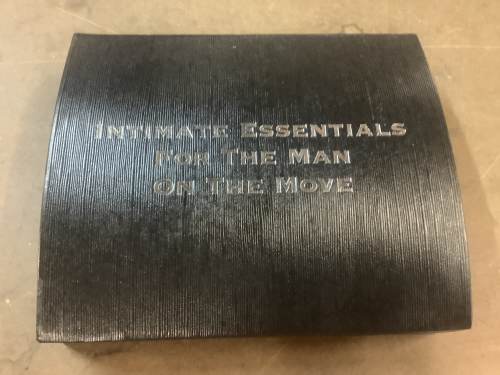 Intimate Essentials
For The Man
On The Move